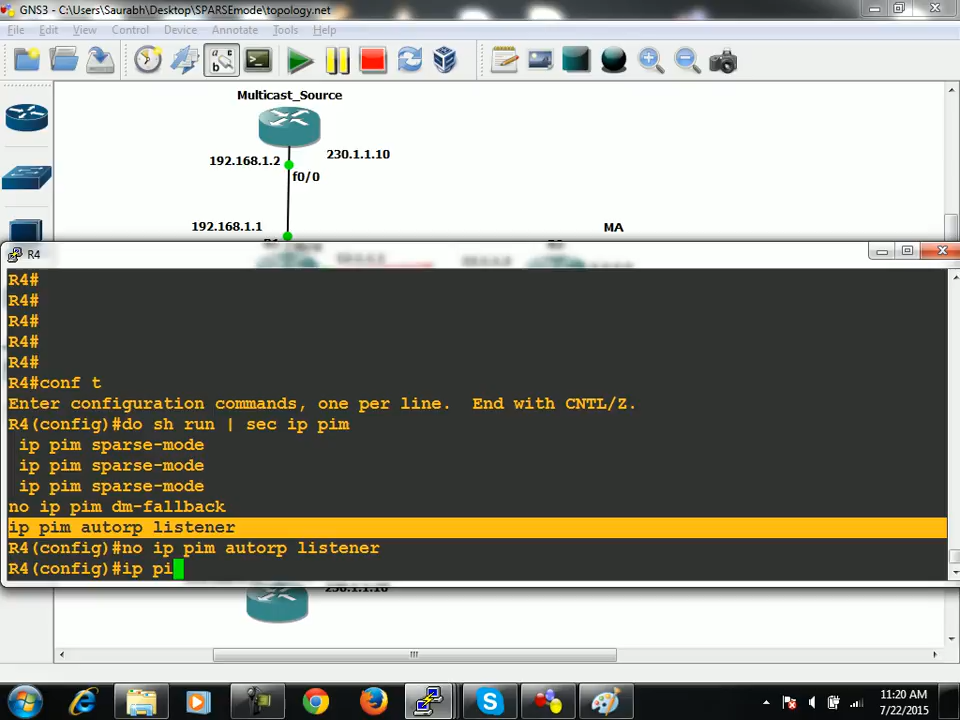 GNS3 - C:\Users\Saurabh\Desktop\SPARSEmode\topology.net
File Edit View Control Device Annotate Tools Help
Multicast_Source
192.168.1.2
230.1.1.10
f0/0
192.168.1.1
MA
R4
R4#
R4#
R4#
R4#
R4#
R4#conf t
Enter configuration commands, one per line.  End with CNTL/Z.
R4(config)#do sh run | sec ip pim
ip pim sparse-mode
ip pim sparse-mode
ip pim sparse-mode
no ip pim dm-fallback
ip pim autorp listener
R4(config)#no ip pim autorp listener
R4(config)#ip pi
11:20 AM
7/22/2015